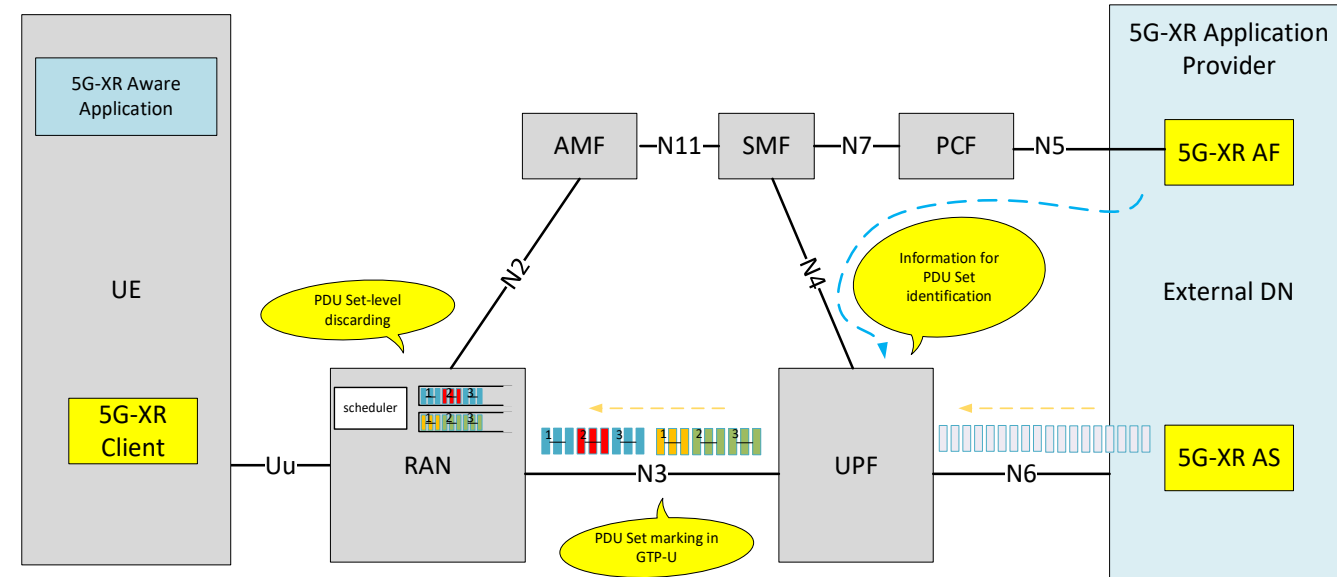 5G-XR Aware
Application
UE
5G-XR
Client
Uu
PDU Set-level
discarding
scheduler
1 2 3
1 2 3
RAN
N2
AMF
N11
SMF
N7
PCF
N5
N4
Information for
PDU Set
identification
1 2 3 1 2 3
N3
PDU Set marking in
GTP-U
UPF
N6
5G-XR Application
Provider
5G-XR AF
External DN
5G-XR AS